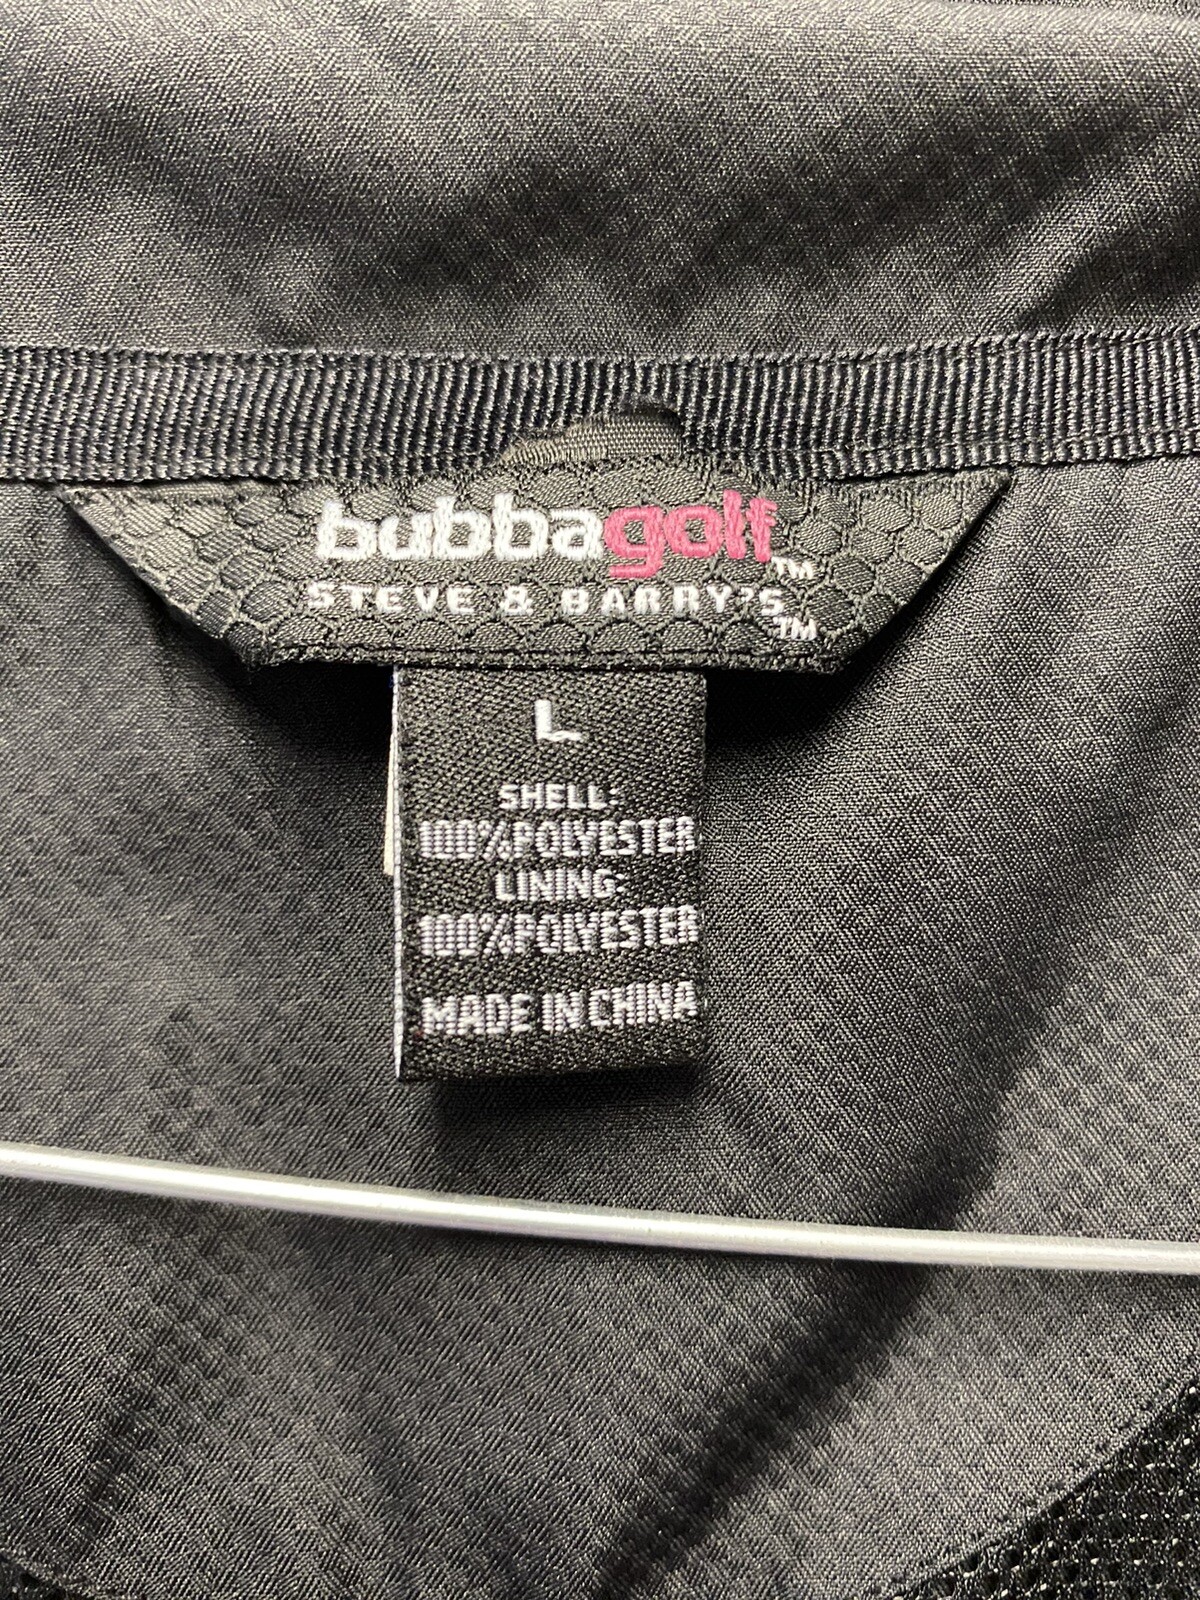 bubbagolf™
STEVE & BARRY'S™
L
SHELL:
100%POLYESTER
LINING:
100%POLYESTER
MADE IN CHINA